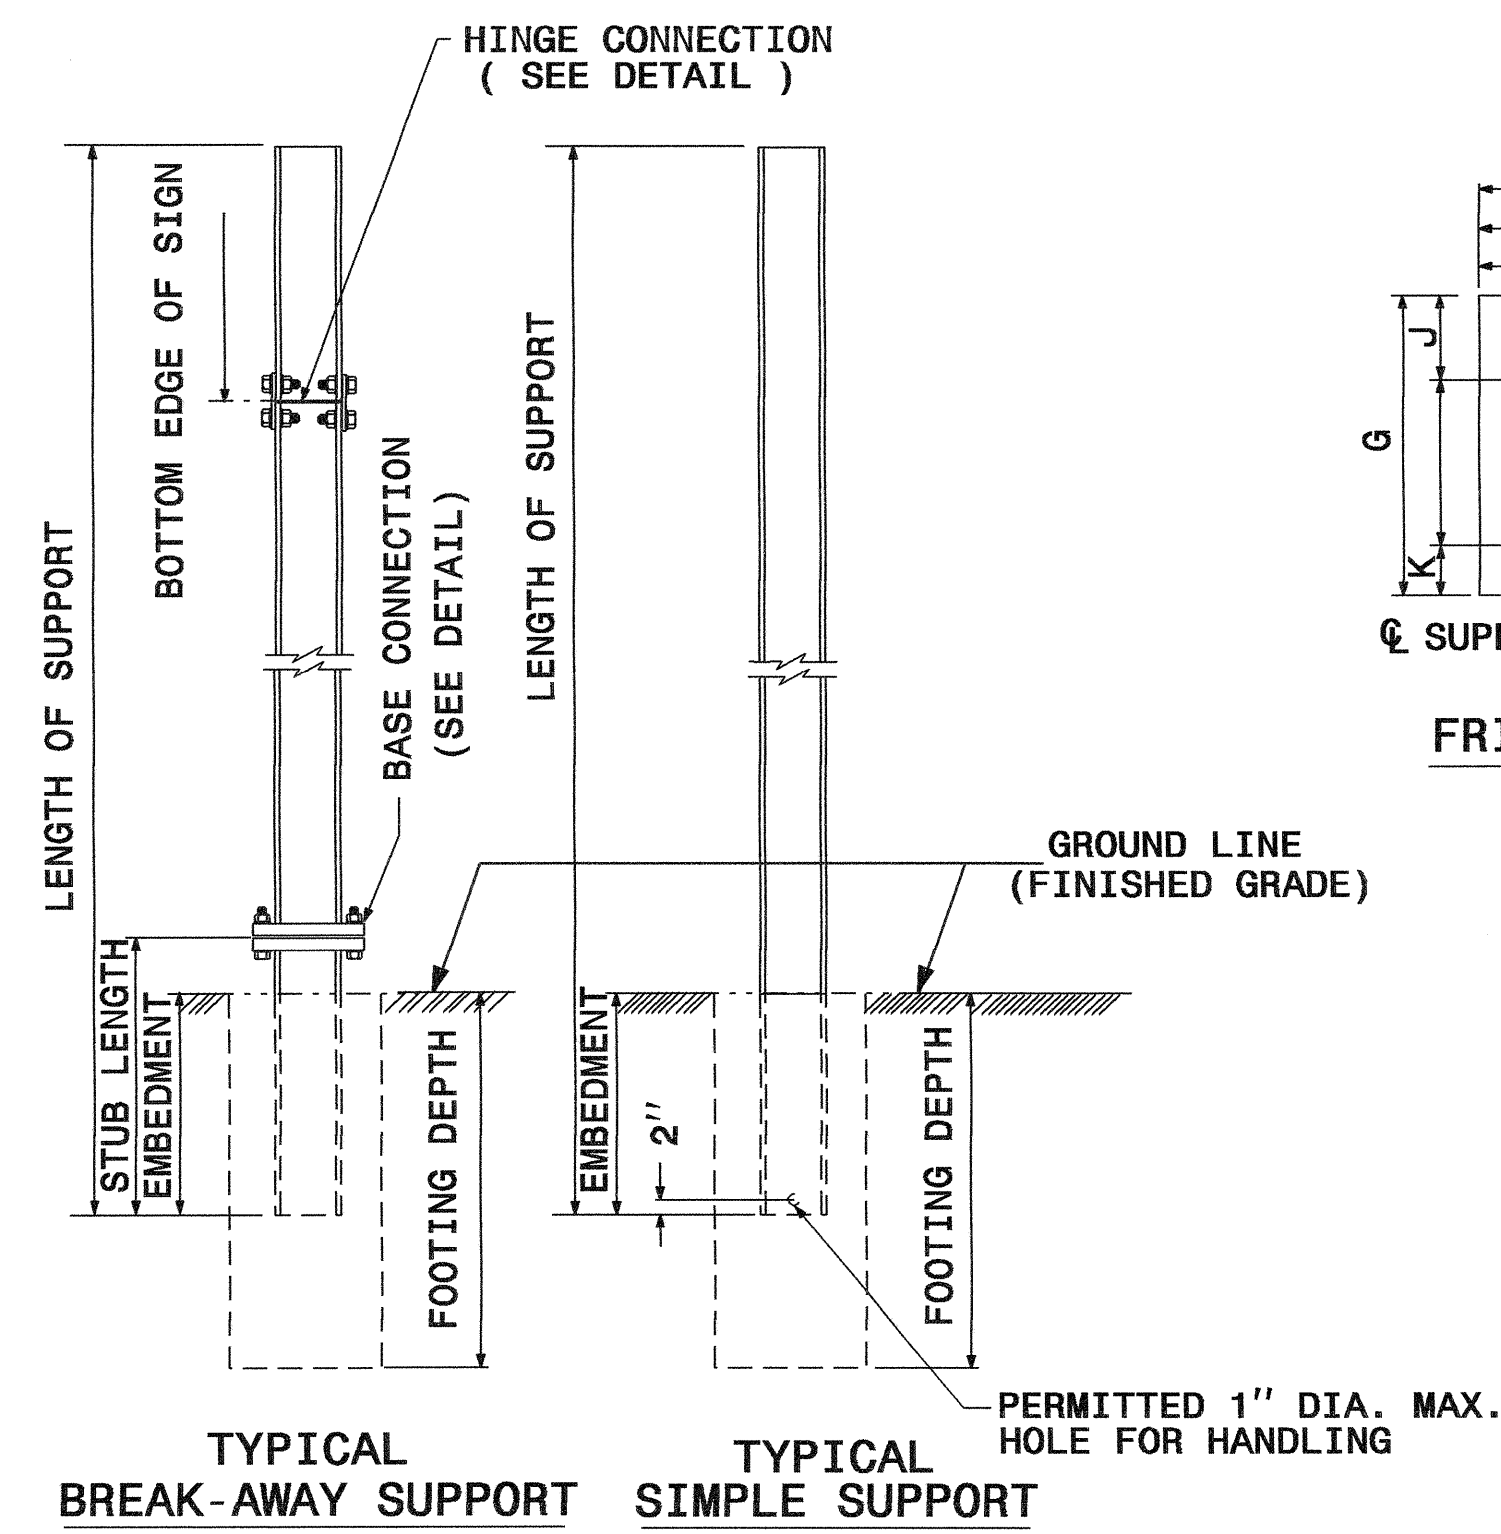 HINGE CONNECTION
( SEE DETAIL )
BOTTOM EDGE OF SIGN
LENGTH OF SUPPORT
BASE CONNECTION
(SEE DETAIL)
STUB LENGTH
EMBEDMENT
FOOTING DEPTH
TYPICAL
BREAK-AWAY SUPPORT
LENGTH OF SUPPORT
GROUND LINE
(FINISHED GRADE)
EMBEDMENT
2"
FOOTING DEPTH
PERMITTED 1" DIA. MAX.
HOLE FOR HANDLING
TYPICAL
SIMPLE SUPPORT
J
G
K
℄ SUPP
FRI